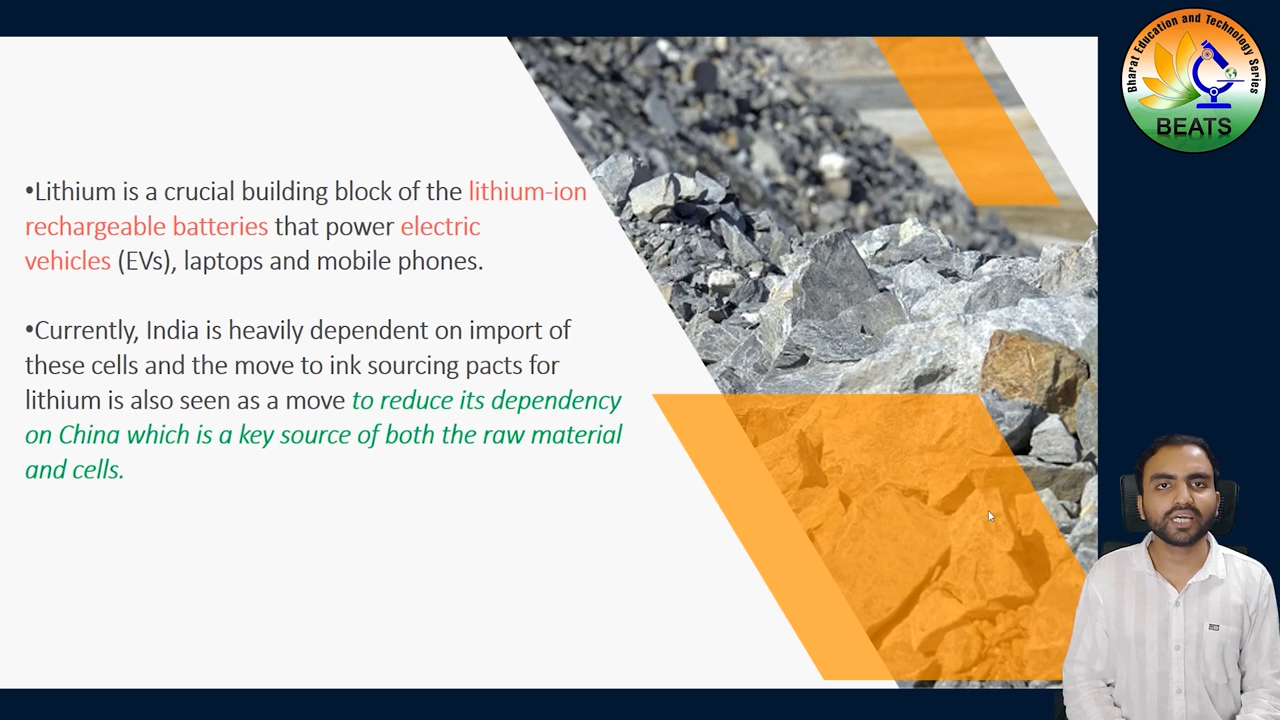 •Lithium is a crucial building block of the lithium-ion
rechargeable batteries that power electric
vehicles (EVs), laptops and mobile phones.
•Currently, India is heavily dependent on import of
these cells and the move to ink sourcing pacts for
lithium is also seen as a move to reduce its dependency
on China which is a key source of both the raw material
and cells.
Bharat Education and Technology Series
BEATS